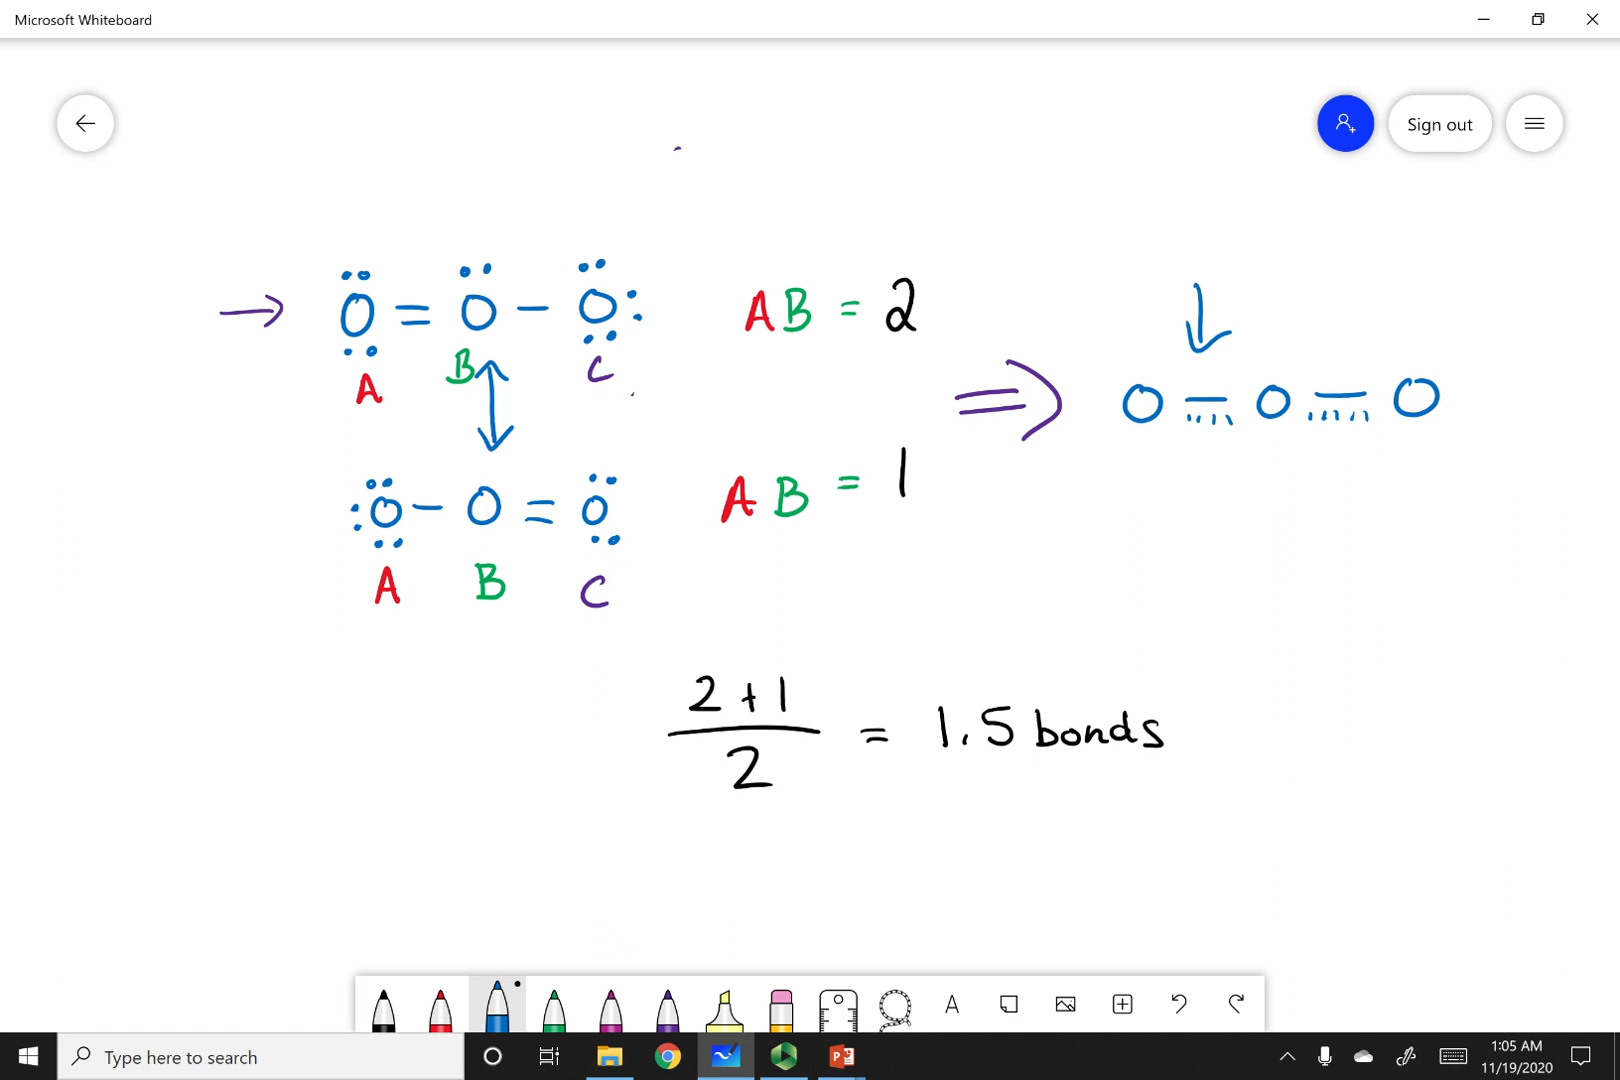 Microsoft Whiteboard
Sign out
→ O = O - O AB = 2
A B C
⇒ O - O - O
O - O = O AB = 1
A B C
2 + 1
2
= 1.5 bonds
A
Type here to search
1:05 AM
11/19/2020